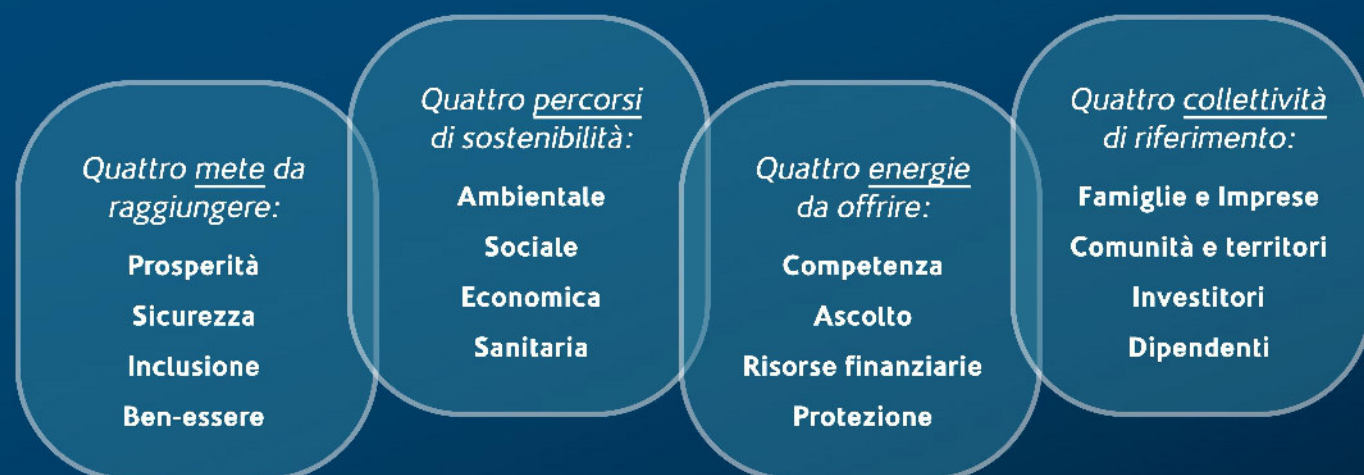 Quattro mete da
raggiungere:
Prosperità
Sicurezza
Inclusione
Ben-essere
Quattro percorsi
di sostenibilità:
Ambientale
Sociale
Economica
Sanitaria
Quattro energie
da offrire:
Competenza
Ascolto
Risorse finanziarie
Protezione
Quattro collettività
di riferimento:
Famiglie e Imprese
Comunità e territori
Investitori
Dipendenti